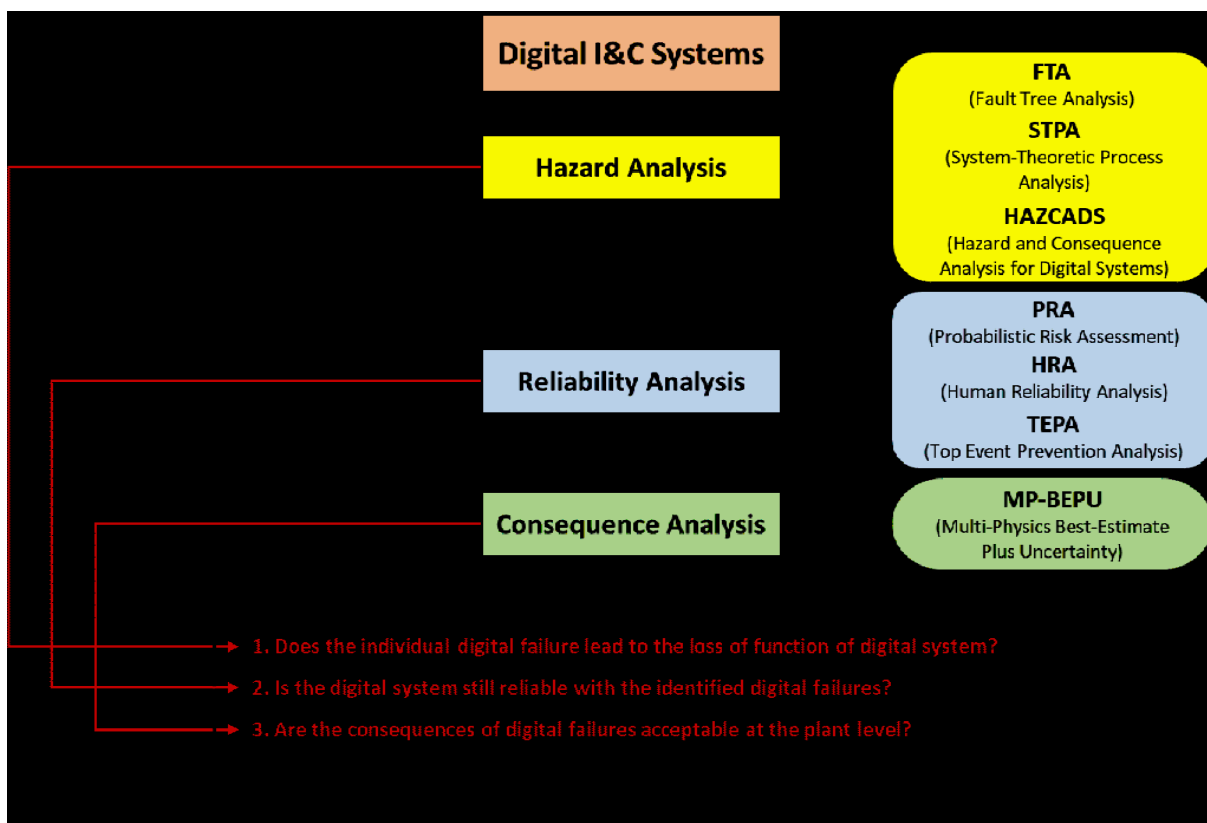 Digital I&C Systems
Hazard Analysis
FTA
(Fault Tree Analysis)
STPA
(System-Theoretic Process
Analysis)
HAZCADS
(Hazard and Consequence
Analysis for Digital Systems)
Reliability Analysis
PRA
(Probabilistic Risk Assessment)
HRA
(Human Reliability Analysis)
TEPA
(Top Event Prevention Analysis)
Consequence Analysis
MP-BEPU
(Multi-Physics Best-Estimate
Plus Uncertainty)
1. Does the individual digital failure lead to the loss of function of digital system?
2. Is the digital system still reliable with the identified digital failures?
3. Are the consequences of digital failures acceptable at the plant level?